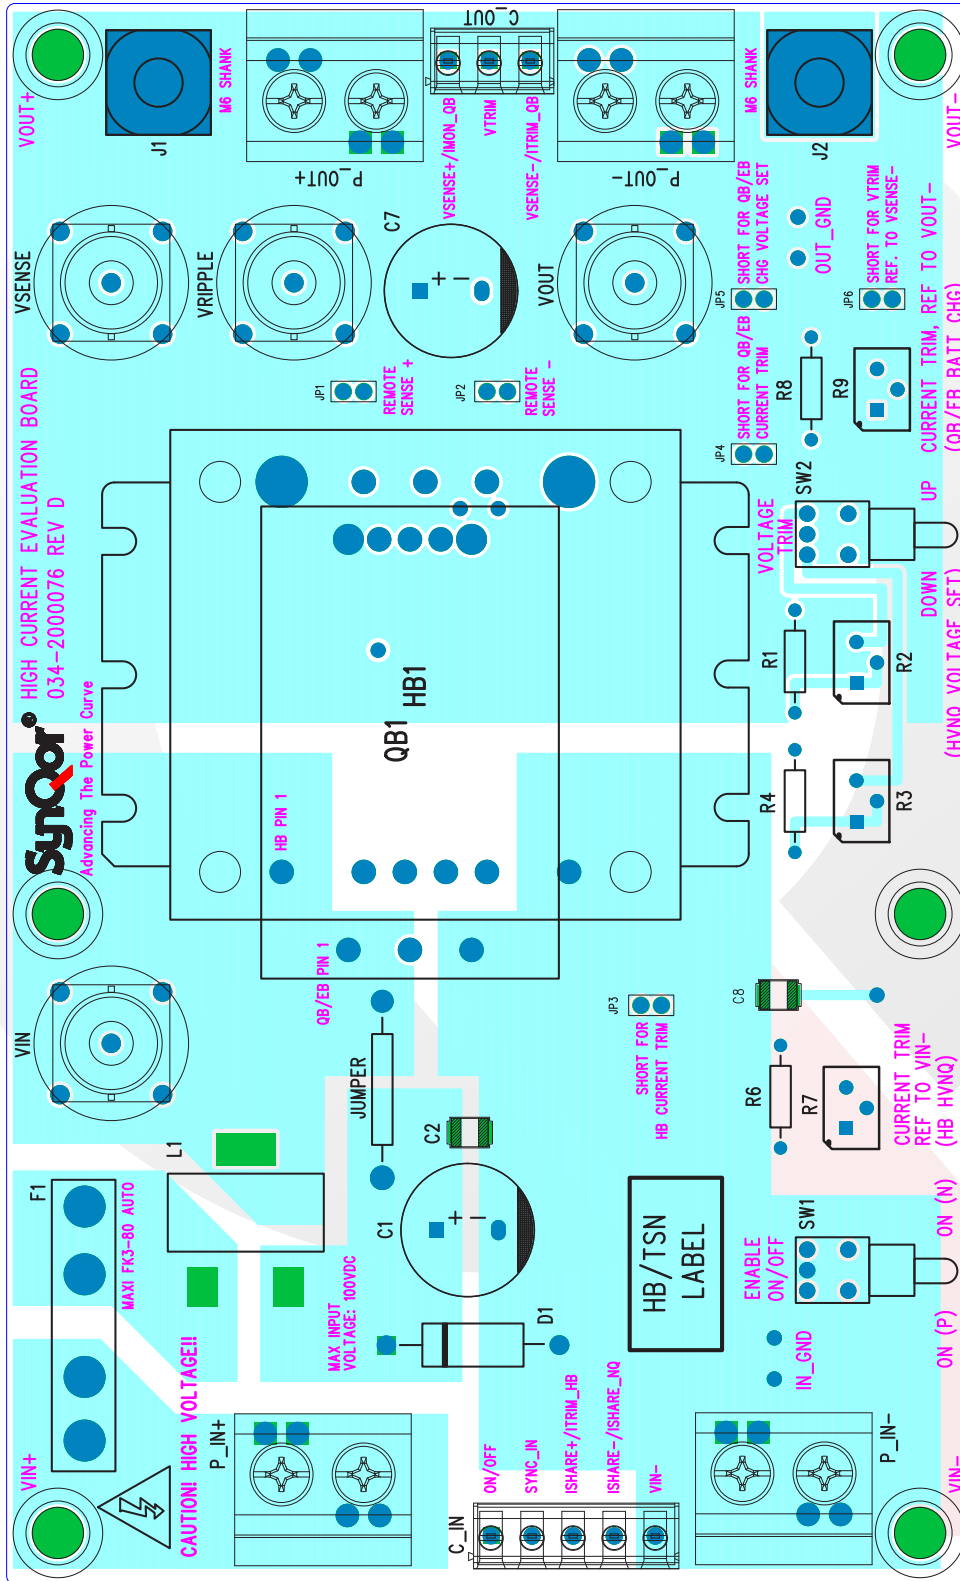 SynQor®
Advancing The Power Curve
HIGH CURRENT EVALUATION BOARD
034-2000076 REV D
VOUT+
J1
M6 SHANK
P_OUT+
C_OUT
VSENSE+/IMON_QB
VTRIM
VSENSE-/ITRIM_QB
P_OUT-
M6 SHANK
J2
VOUT-
VSENSE
VRIPPLE
C7
+ -
VOUT
JP5
SHORT FOR QB/EB
CHG VOLTAGE SET
OUT_GND
JP6
SHORT FOR VTRIM
REF. TO VSENSE-
JP1
REMOTE
SENSE +
JP2
REMOTE
SENSE -
JP4
SHORT FOR QB/EB
CURRENT TRIM
R8
R9
CURRENT TRIM, REF TO VOUT-
(QB/EB BATT CHG)
VOLTAGE
TRIM
SW2
DOWN
UP
(HVNQ VOLTAGE SET)
R1
R2
R4
R3
QB1
HB1
HB PIN 1
QB/EB PIN 1
VIN
JUMPER
JP3
SHORT FOR
HB CURRENT TRIM
C8
R6
R7
CURRENT TRIM
REF TO VIN-
(HB HVNQ)
L1
C2
F1
MAXI FK3-80 AUTO
C1
+ -
HB/TSN
LABEL
ENABLE
ON/OFF
SW1
ON (P)
ON (N)
MAX INPUT
VOLTAGE: 100VDC
D1
IN_GND
CAUTION! HIGH VOLTAGE!!
VIN+
P_IN+
C_IN
ON/OFF
SYNC_IN
ISHARE+/ITRIM_HB
ISHARE-/ISHARE_NQ
VIN-
P_IN-
VIN-